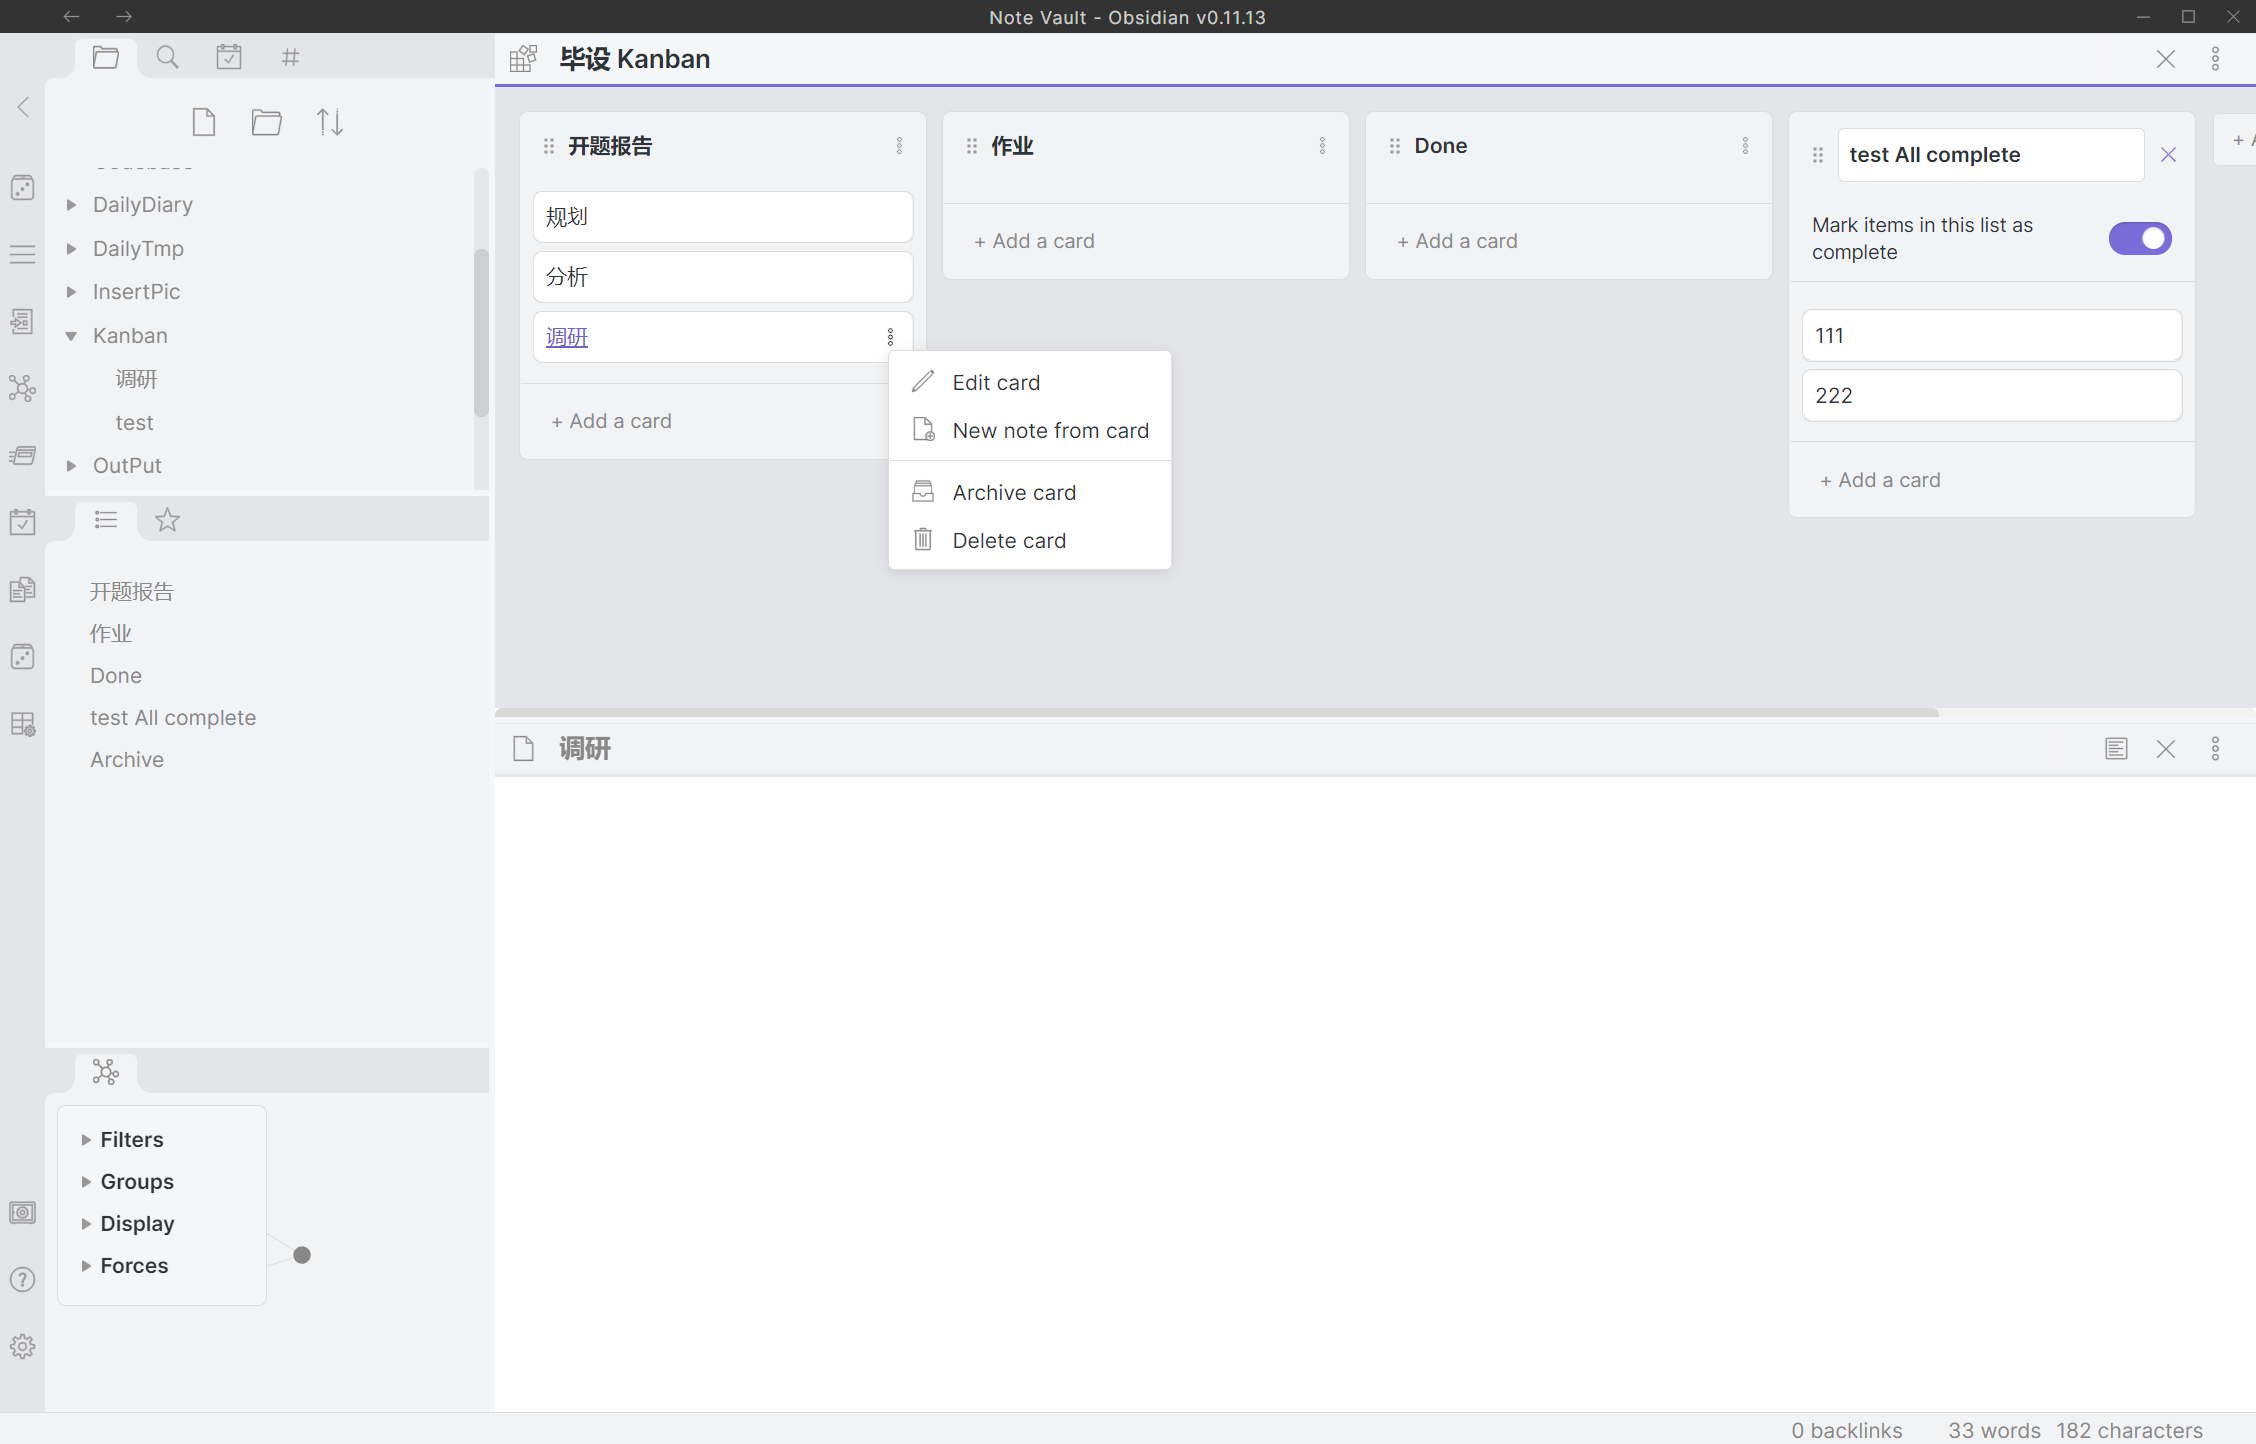 Note Vault - Obsidian v0.11.13
毕设 Kanban
DailyDiary
DailyTmp
InsertPic
Kanban
调研
test
OutPut
开题报告
作业
Done
test All complete
Archive
Filters
Groups
Display
Forces
开题报告
规划
分析
调研
+ Add a card
Edit card
New note from card
Archive card
Delete card
作业
+ Add a card
Done
+ Add a card
test All complete
Mark items in this list as
complete
111
222
+ Add a card
调研
0 backlinks
33 words
182 characters